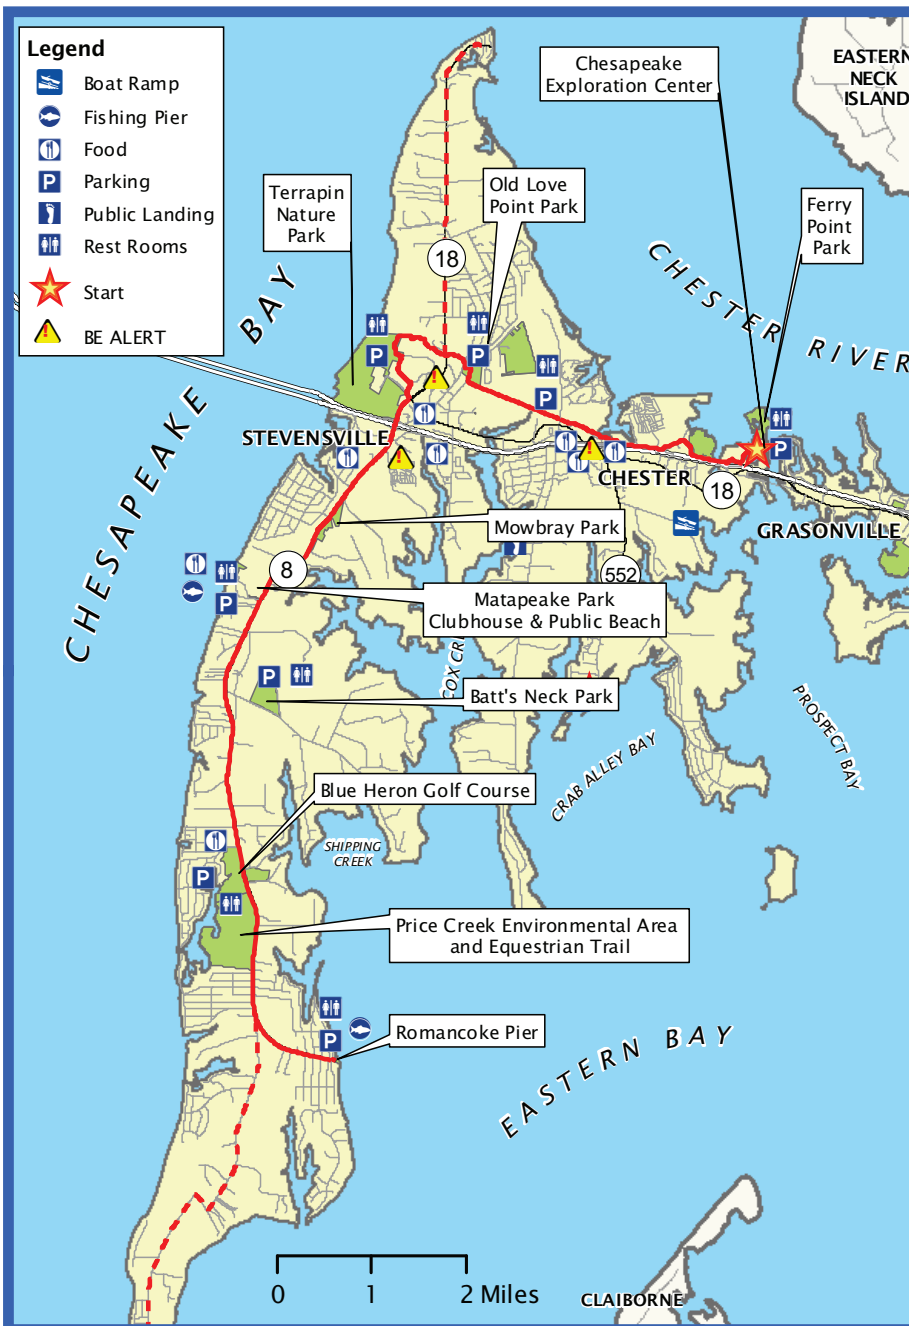 Legend
Boat Ramp
Fishing Pier
Food
P Parking
Public Landing
Rest Rooms
Start
! BE ALERT
Chesapeake
Exploration Center
EASTERN
NECK
ISLAND
Terrapin
Nature
Park
Old Love
Point Park
Ferry
Point
Park
18
CHESTER RIVER
CHESAPEAKE BAY
P
P
P
P
!
STEVENSVILLE
!
!
CHESTER
18
GRASONVILLE
Mowbray Park
8
552
Matapeake Park
Clubhouse & Public Beach
P
COX CRE
P
Batt's Neck Park
PROSPECT BAY
CRAB ALLEY BAY
Blue Heron Golf Course
SHIPPING
CREEK
P
Price Creek Environmental Area
and Equestrian Trail
P
Romancoke Pier
EASTERN BAY
0 1 2 Miles
CLAIBORNE